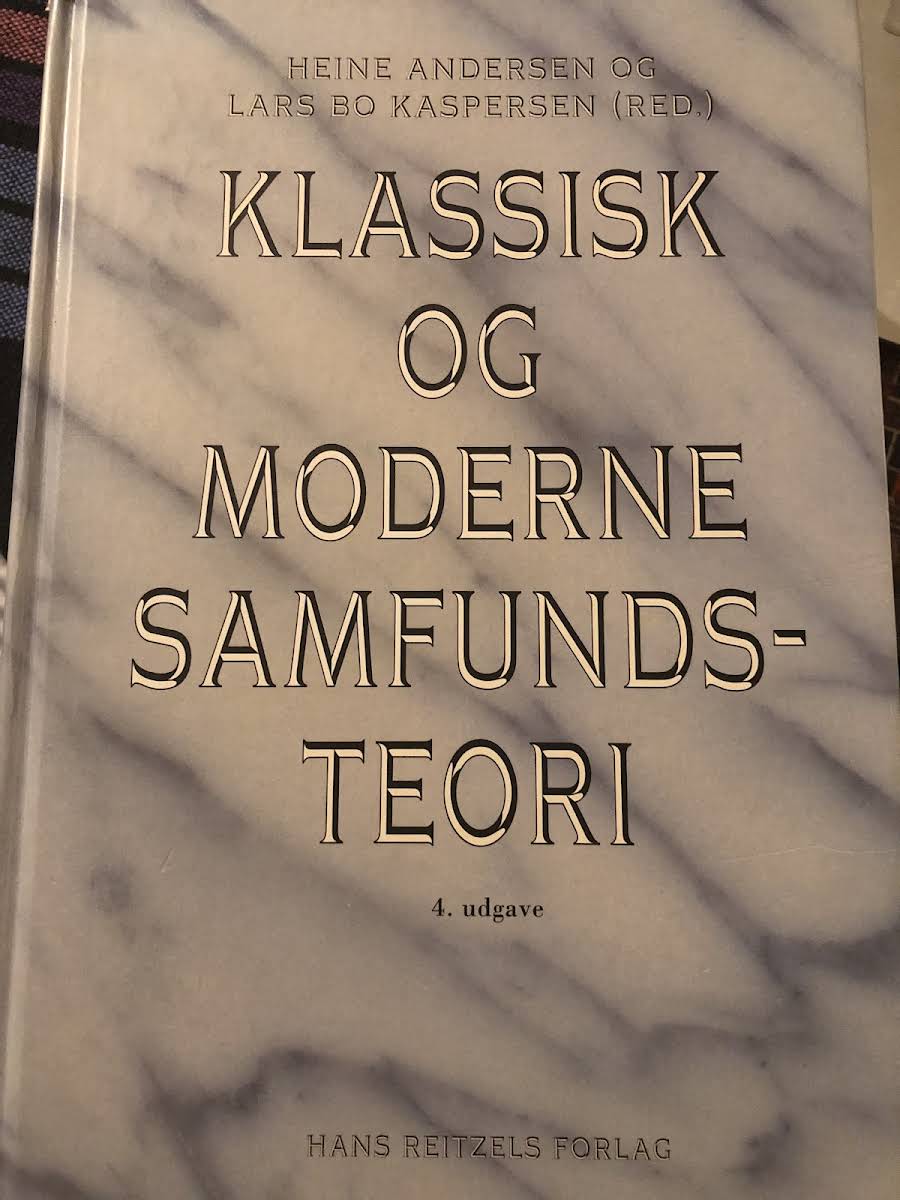 HEINE ANDERSEN OG
LARS BO KASPERSEN (RED.)
KLASSISK
OG
MODERNE
SAMFUNDS-
TEORI
4. udgave
HANS REITZELS FORLAG